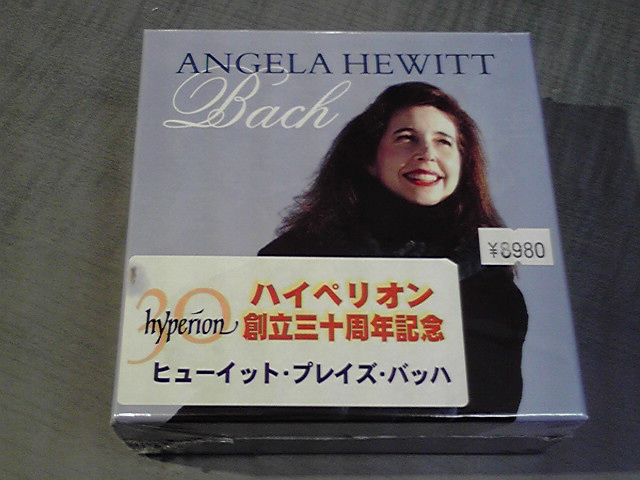 ANGELA HEWITT
Bach
¥8980
30
hyperion
ハイペリオン
創立三十周年記念
ヒューイット・プレイズ・バッハ